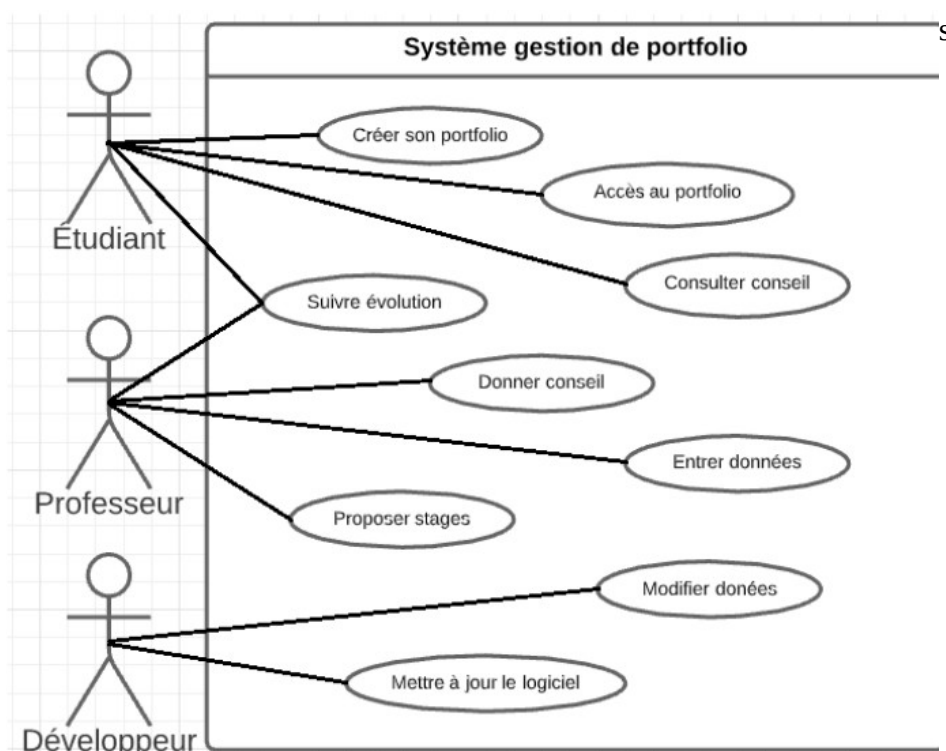 Système gestion de portfolio
s
Créer son portfolio
Accès au portfolio
Étudiant
Consulter conseil
Suivre évolution
Donner conseil
Entrer données
Professeur
Proposer stages
Modifier donées
Mettre à jour le logiciel
Développeur